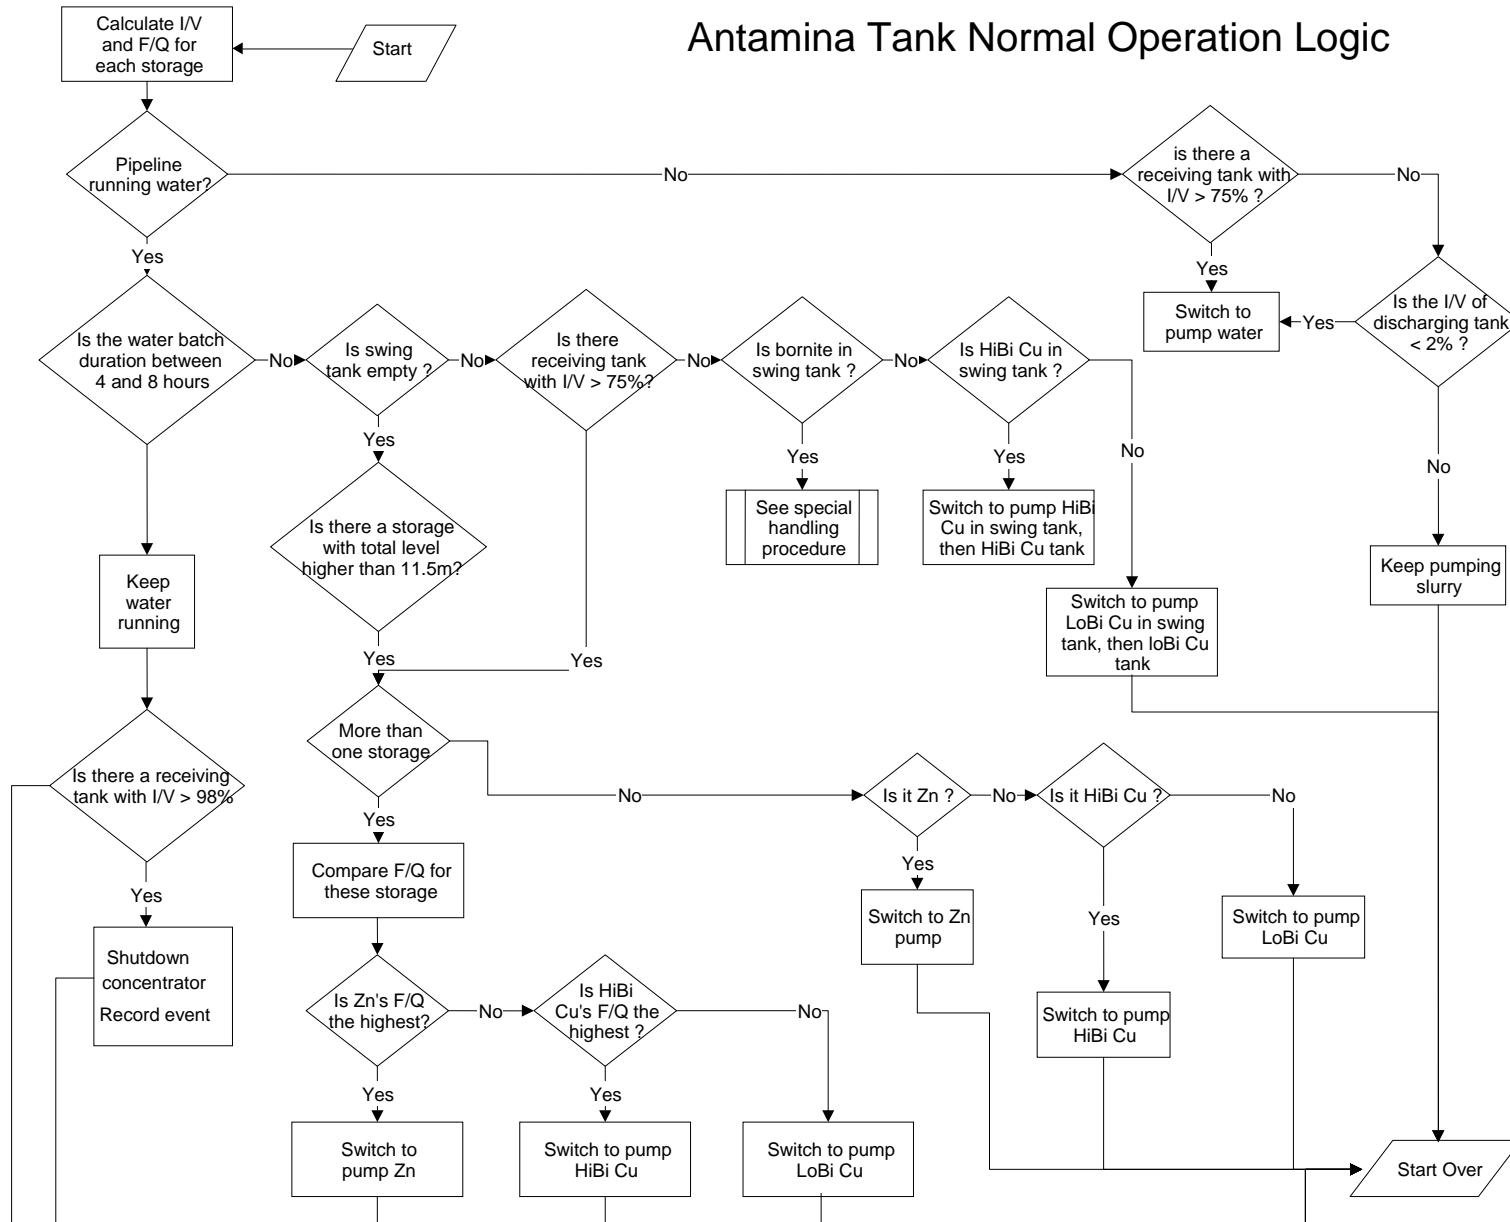 Antamina Tank Normal Operation Logic
Calculate I/V
and F/Q for
each storage
Start
Pipeline
running water?
No
is there a
receiving tank with
I/V > 75% ?
No
Yes
Yes
Switch to
pump water
Yes
Is the I/V of
discharging tank
< 2% ?
Is the water batch
duration between
4 and 8 hours
No
Is swing
tank empty ?
No
Is there
receiving tank
with I/V > 75%?
No
Is bornite in
swing tank ?
No
Is HiBi Cu in
swing tank ?
Yes
Yes
Yes
No
No
Is there a storage
with total level
higher than 11.5m?
See special
handling
procedure
Switch to pump HiBi
Cu in swing tank,
then HiBi Cu tank
Keep pumping
slurry
Keep
water
running
Switch to pump
LoBi Cu in swing
tank, then loBi Cu
tank
Yes
Yes
More than
one storage
Is there a receiving
tank with I/V > 98%
No
Is it Zn ?
No
Is it HiBi Cu ?
No
Yes
Yes
Compare F/Q for
these storage
Yes
Switch to Zn
pump
Yes
Switch to pump
LoBi Cu
Shutdown
concentrator
Record event
Is Zn's F/Q
the highest?
No
Is HiBi
Cu's F/Q the
highest ?
No
Switch to pump
HiBi Cu
Yes
Yes
Switch to
pump Zn
Switch to pump
HiBi Cu
Switch to pump
LoBi Cu
Start Over